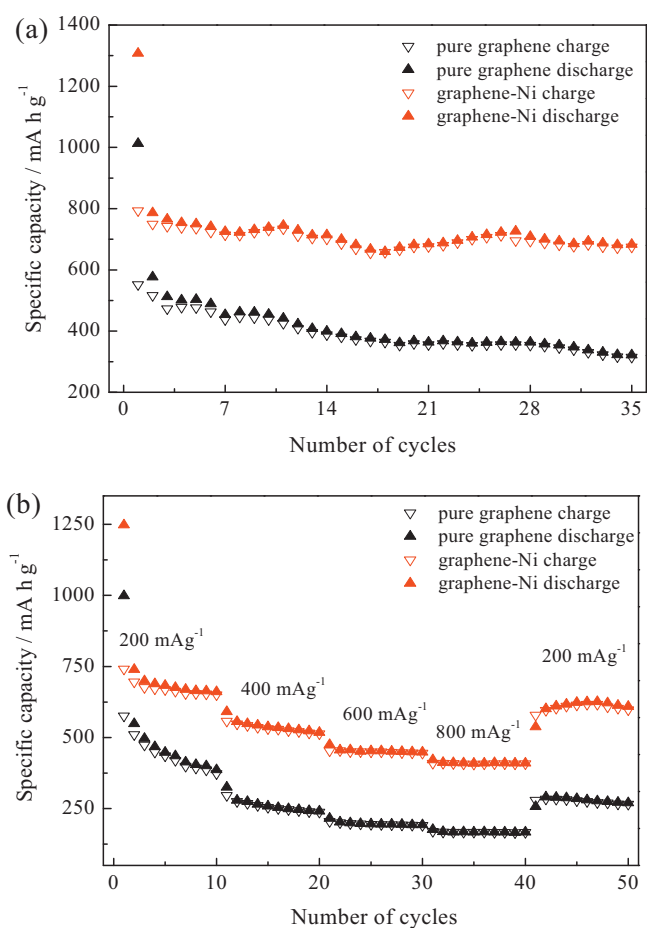 (a)
1400
1200
1000
800
600
400
200
Specific capacity / mA h g⁻¹
pure graphene charge
pure graphene discharge
graphene-Ni charge
graphene-Ni discharge
0 7 14 21 28 35
Number of cycles
(b)
1250
1000
750
500
250
Specific capacity / mA h g⁻¹
pure graphene charge
pure graphene discharge
graphene-Ni charge
graphene-Ni discharge
200 mAg⁻¹
400 mAg⁻¹
600 mAg⁻¹
800 mAg⁻¹
200 mAg⁻¹
0 10 20 30 40 50
Number of cycles